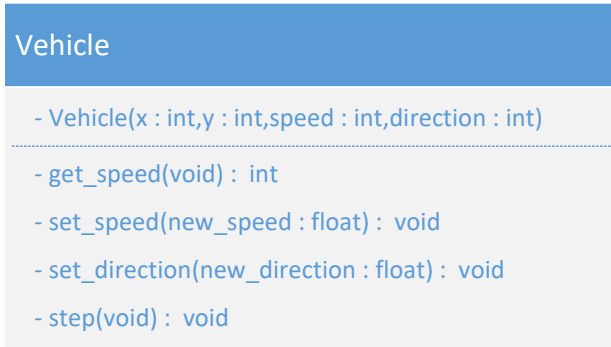 Vehicle
- Vehicle(x : int,y : int,speed : int,direction : int)
- get_speed(void) :  int
- set_speed(new_speed : float) :  void
- set_direction(new_direction : float) :  void
- step(void) :  void